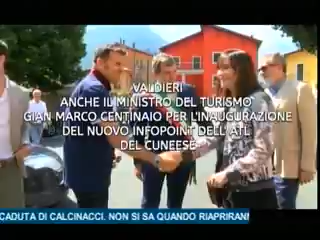 VALDIERI
ANCHE IL MINISTRO DEL TURISMO
GIAN MARCO CENTINAIO PER L'INAUGURAZIONE
DEL NUOVO INFOPOINT DELL'ATL
DEL CUNEESE
CADUTA DI CALCINACCI. NON SI SA QUANDO RIAPRIRANN